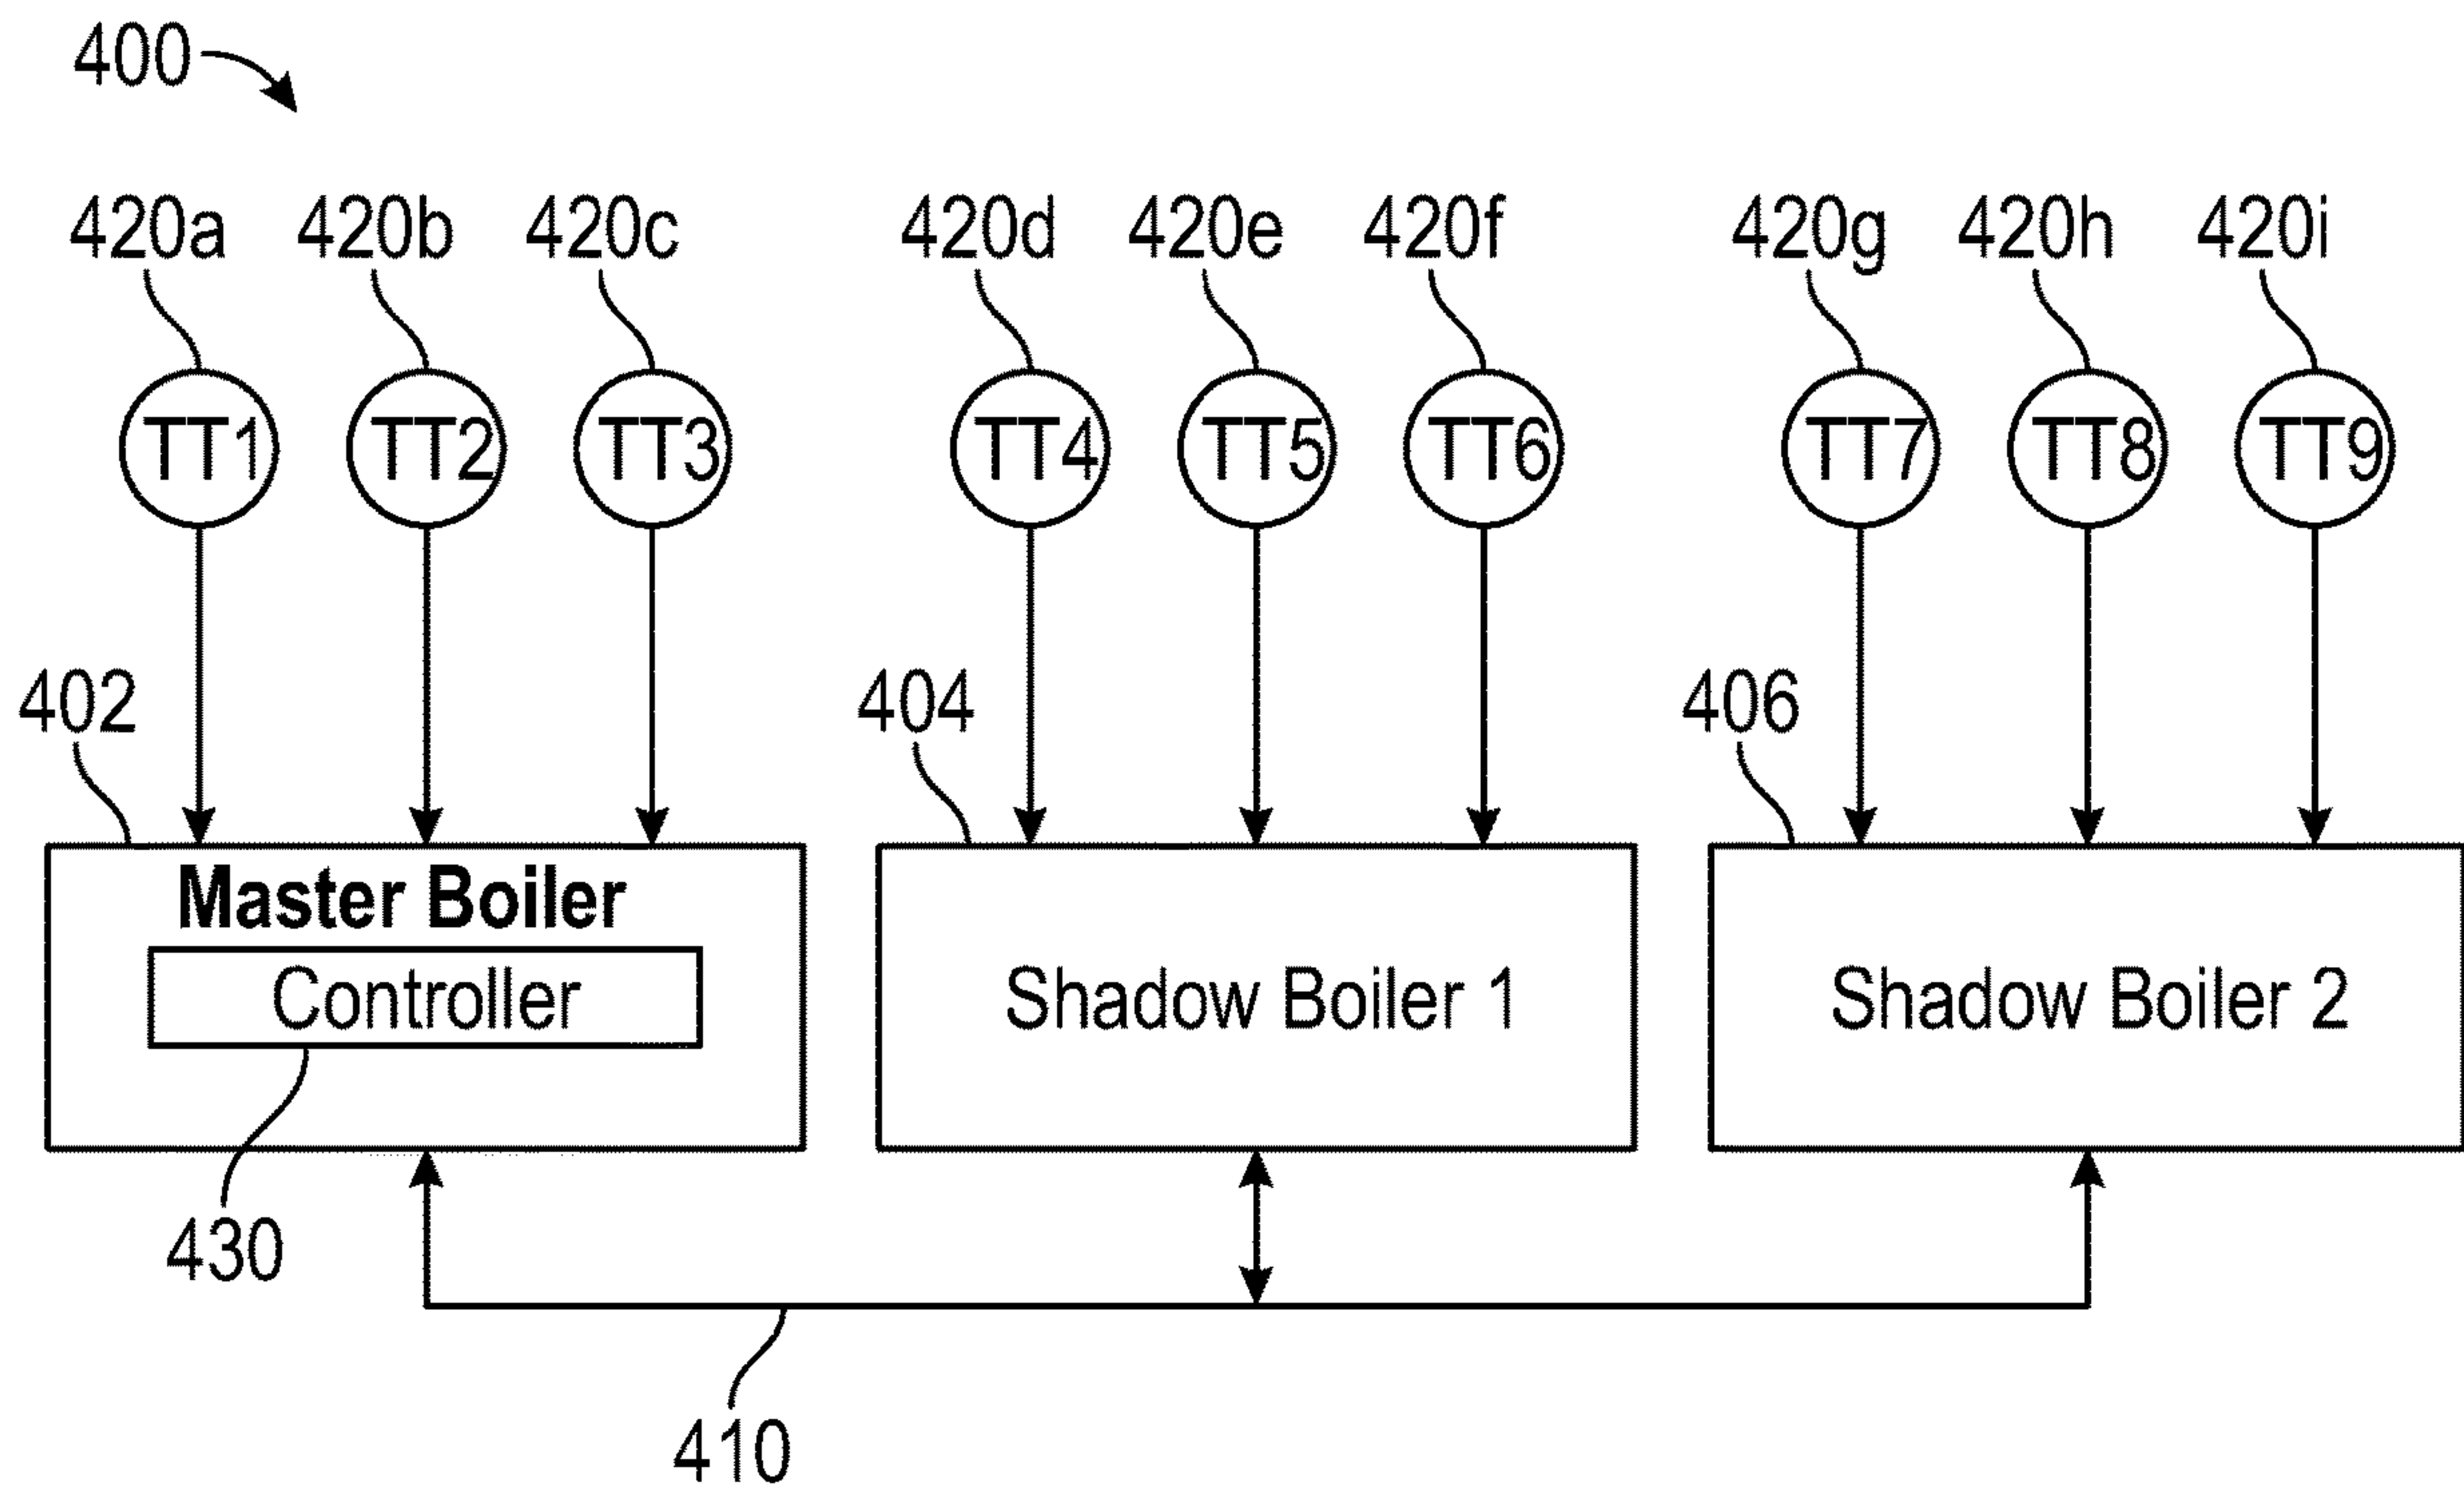 400
420a 420b 420c 420d 420e 420f 420g 420h 420i
TT1 TT2 TT3 TT4 TT5 TT6 TT7 TT8 TT9
402 404 406
Master Boiler
Controller Shadow Boiler 1 Shadow Boiler 2
430
410